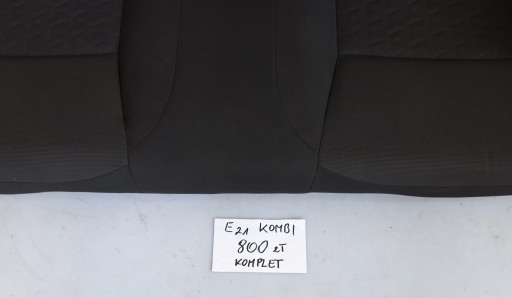 E21 KOMBI
800 zł
KOMPLET